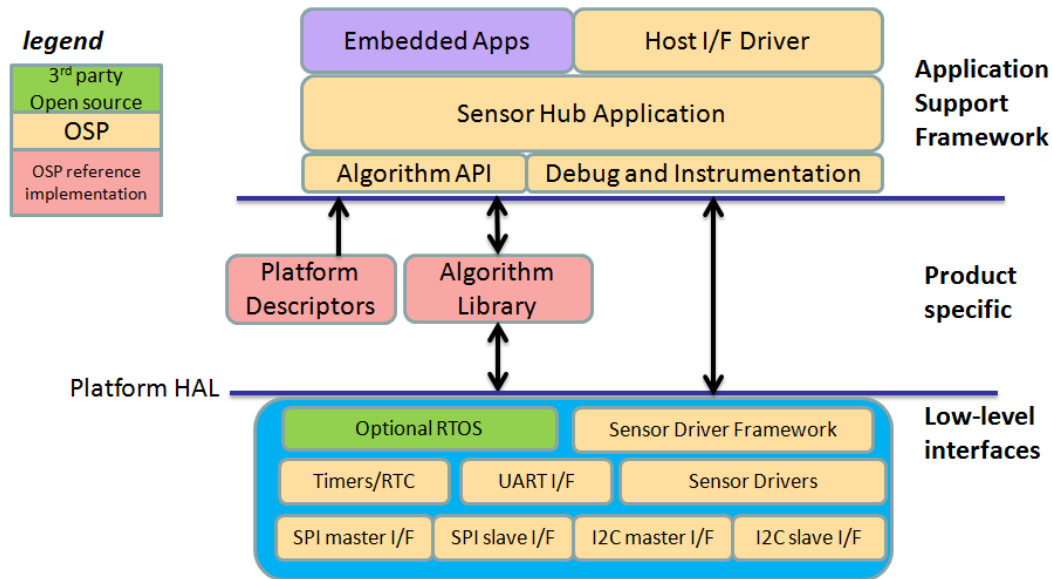 legend
3rd party
Open source
OSP
OSP reference
implementation
Embedded Apps
Host I/F Driver
Sensor Hub Application
Algorithm API
Debug and Instrumentation
Application
Support
Framework
Platform
Descriptors
Algorithm
Library
Product
specific
Platform HAL
Optional RTOS
Sensor Driver Framework
Timers/RTC
UART I/F
Sensor Drivers
SPI master I/F
SPI slave I/F
I2C master I/F
I2C slave I/F
Low-level
interfaces